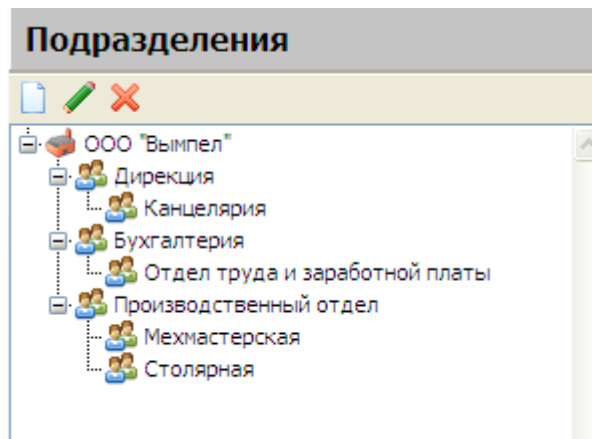 Подразделения
ООО "Вымпел"
Дирекция
Канцелярия
Бухгалтерия
Отдел труда и заработной платы
Производственный отдел
Мехмастерская
Столярная